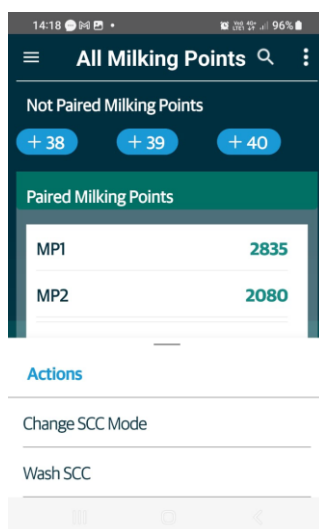 14:18
96%
All Milking Points
Not Paired Milking Points
+ 38 + 39 + 40
Paired Milking Points
MP1 2835
MP2 2080
Actions
Change SCC Mode
Wash SCC